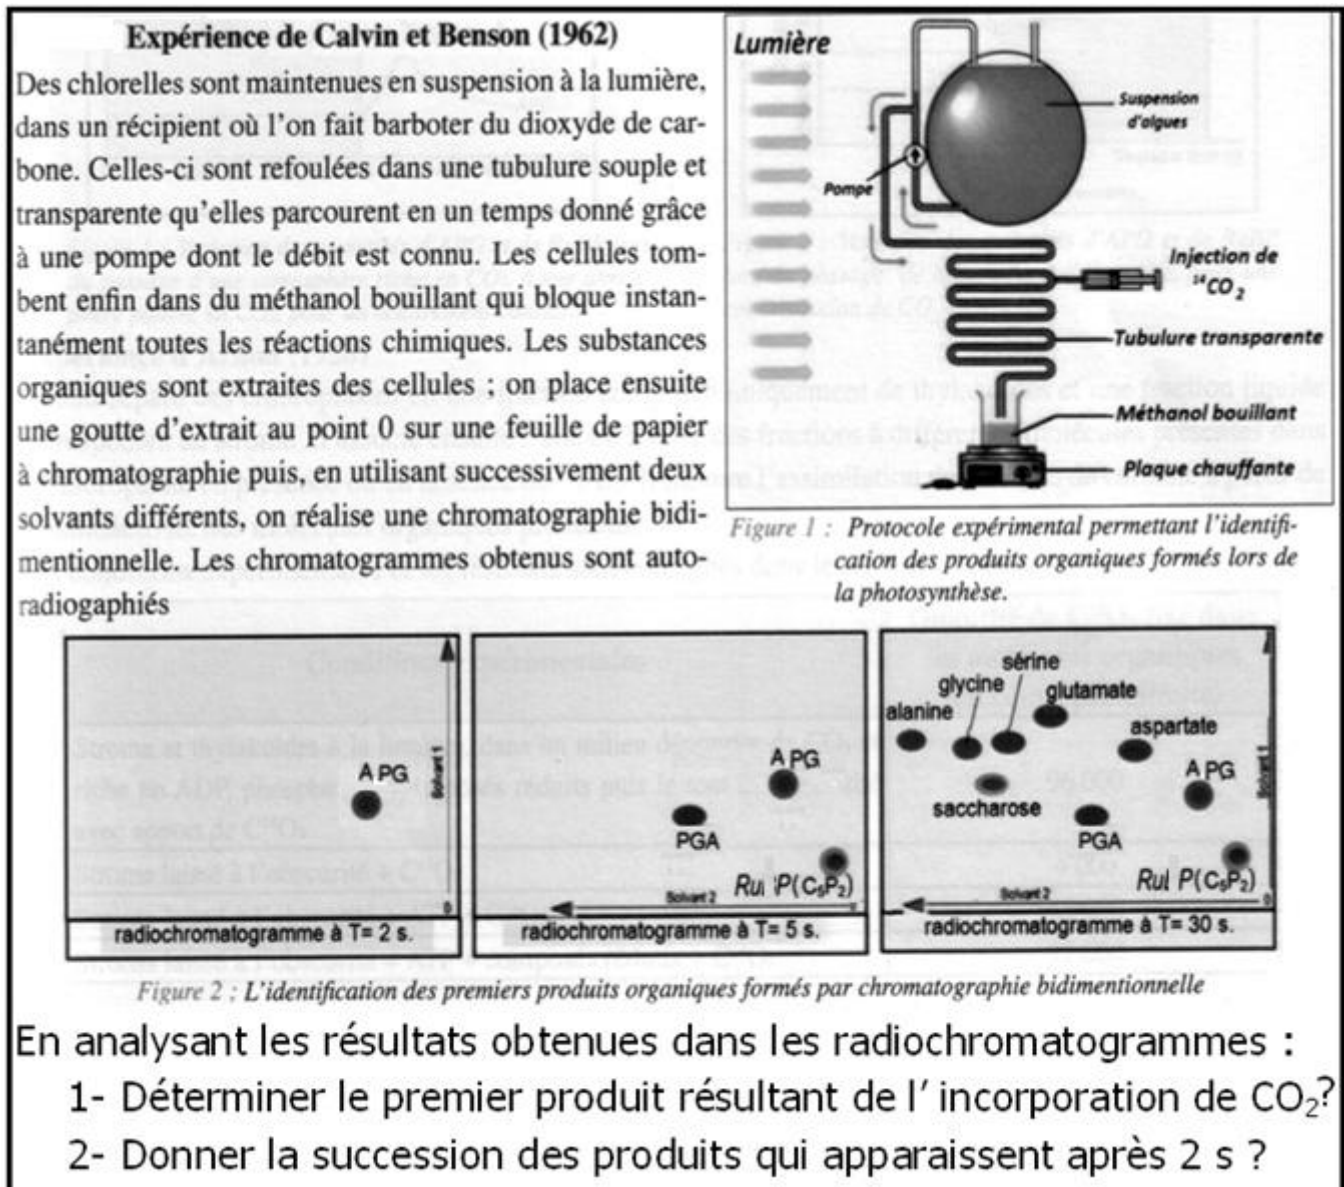 Expérience de Calvin et Benson (1962)
Des chlorelles sont maintenues en suspension à la lumière,
dans un récipient où l'on fait barboter du dioxyde de car-
bone. Celles-ci sont refoulées dans une tubulure souple et
transparente qu'elles parcourent en un temps donné grâce
à une pompe dont le débit est connu. Les cellules tom-
bent enfin dans du méthanol bouillant qui bloque instan-
tanément toutes les réactions chimiques. Les substances
organiques sont extraites des cellules ; on place ensuite
une goutte d'extrait au point 0 sur une feuille de papier
à chromatographie puis, en utilisant successivement deux
solvants différents, on réalise une chromatographie bidi-
mentionnelle. Les chromatogrammes obtenus sont auto-
radiogaphiés
Lumière
Suspension
d'algues
Pompe
Injection de
¹⁴CO₂
Tubulure transparente
Méthanol bouillant
Plaque chauffante
Figure 1 : Protocole expérimental permettant l'identifi-
cation des produits organiques formés lors de
la photosynthèse.
A PG
Solvant 1
0
radiochromatogramme à T= 2 s.
A PG
PGA
Rul P(C₅P₂)
Solvant 2
radiochromatogramme à T= 5 s.
sérine
glycine
glutamate
alanine
aspartate
A PG
saccharose
PGA
Rul P(C₅P₂)
Solvant 1
Solvant 2
0
radiochromatogramme à T= 30 s.
Figure 2 : L'identification des premiers produits organiques formés par chromatographie bidimentionnelle
En analysant les résultats obtenues dans les radiochromatogrammes :
1- Déterminer le premier produit résultant de l' incorporation de CO₂?
2- Donner la succession des produits qui apparaissent après 2 s ?